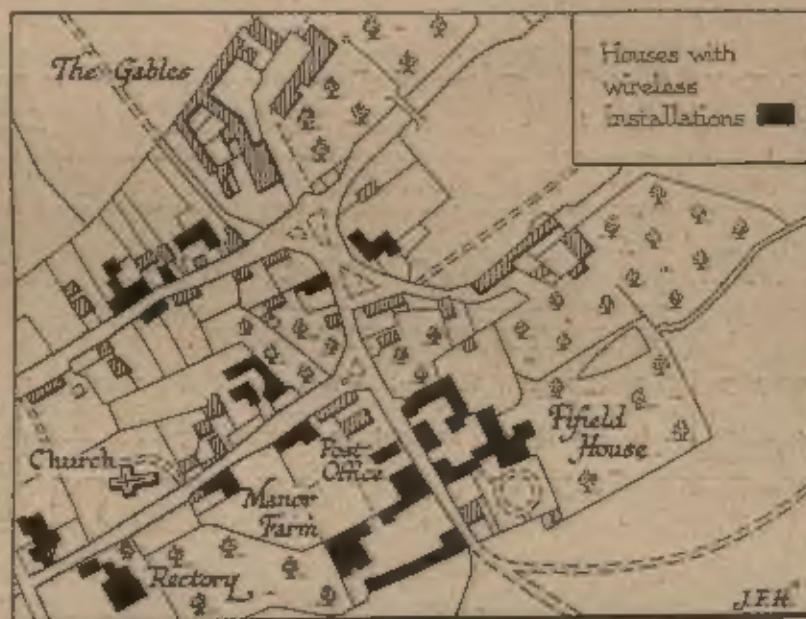 The Gables
Houses with
wireless
installations
Fifield
House
Church
Post
Office
Manor
Farm
Rectory
J.F.H.